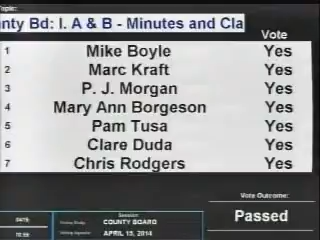 Topic:
nty Bd: I. A & B - Minutes and Cla
Vote
1 Mike Boyle Yes
2 Marc Kraft Yes
3 P. J. Morgan Yes
4 Mary Ann Borgeson Yes
5 Pam Tusa Yes
6 Clare Duda Yes
7 Chris Rodgers Yes
Vote Outcome:
Passed
Session:
COUNTY BOARD
APRIL 15, 2014